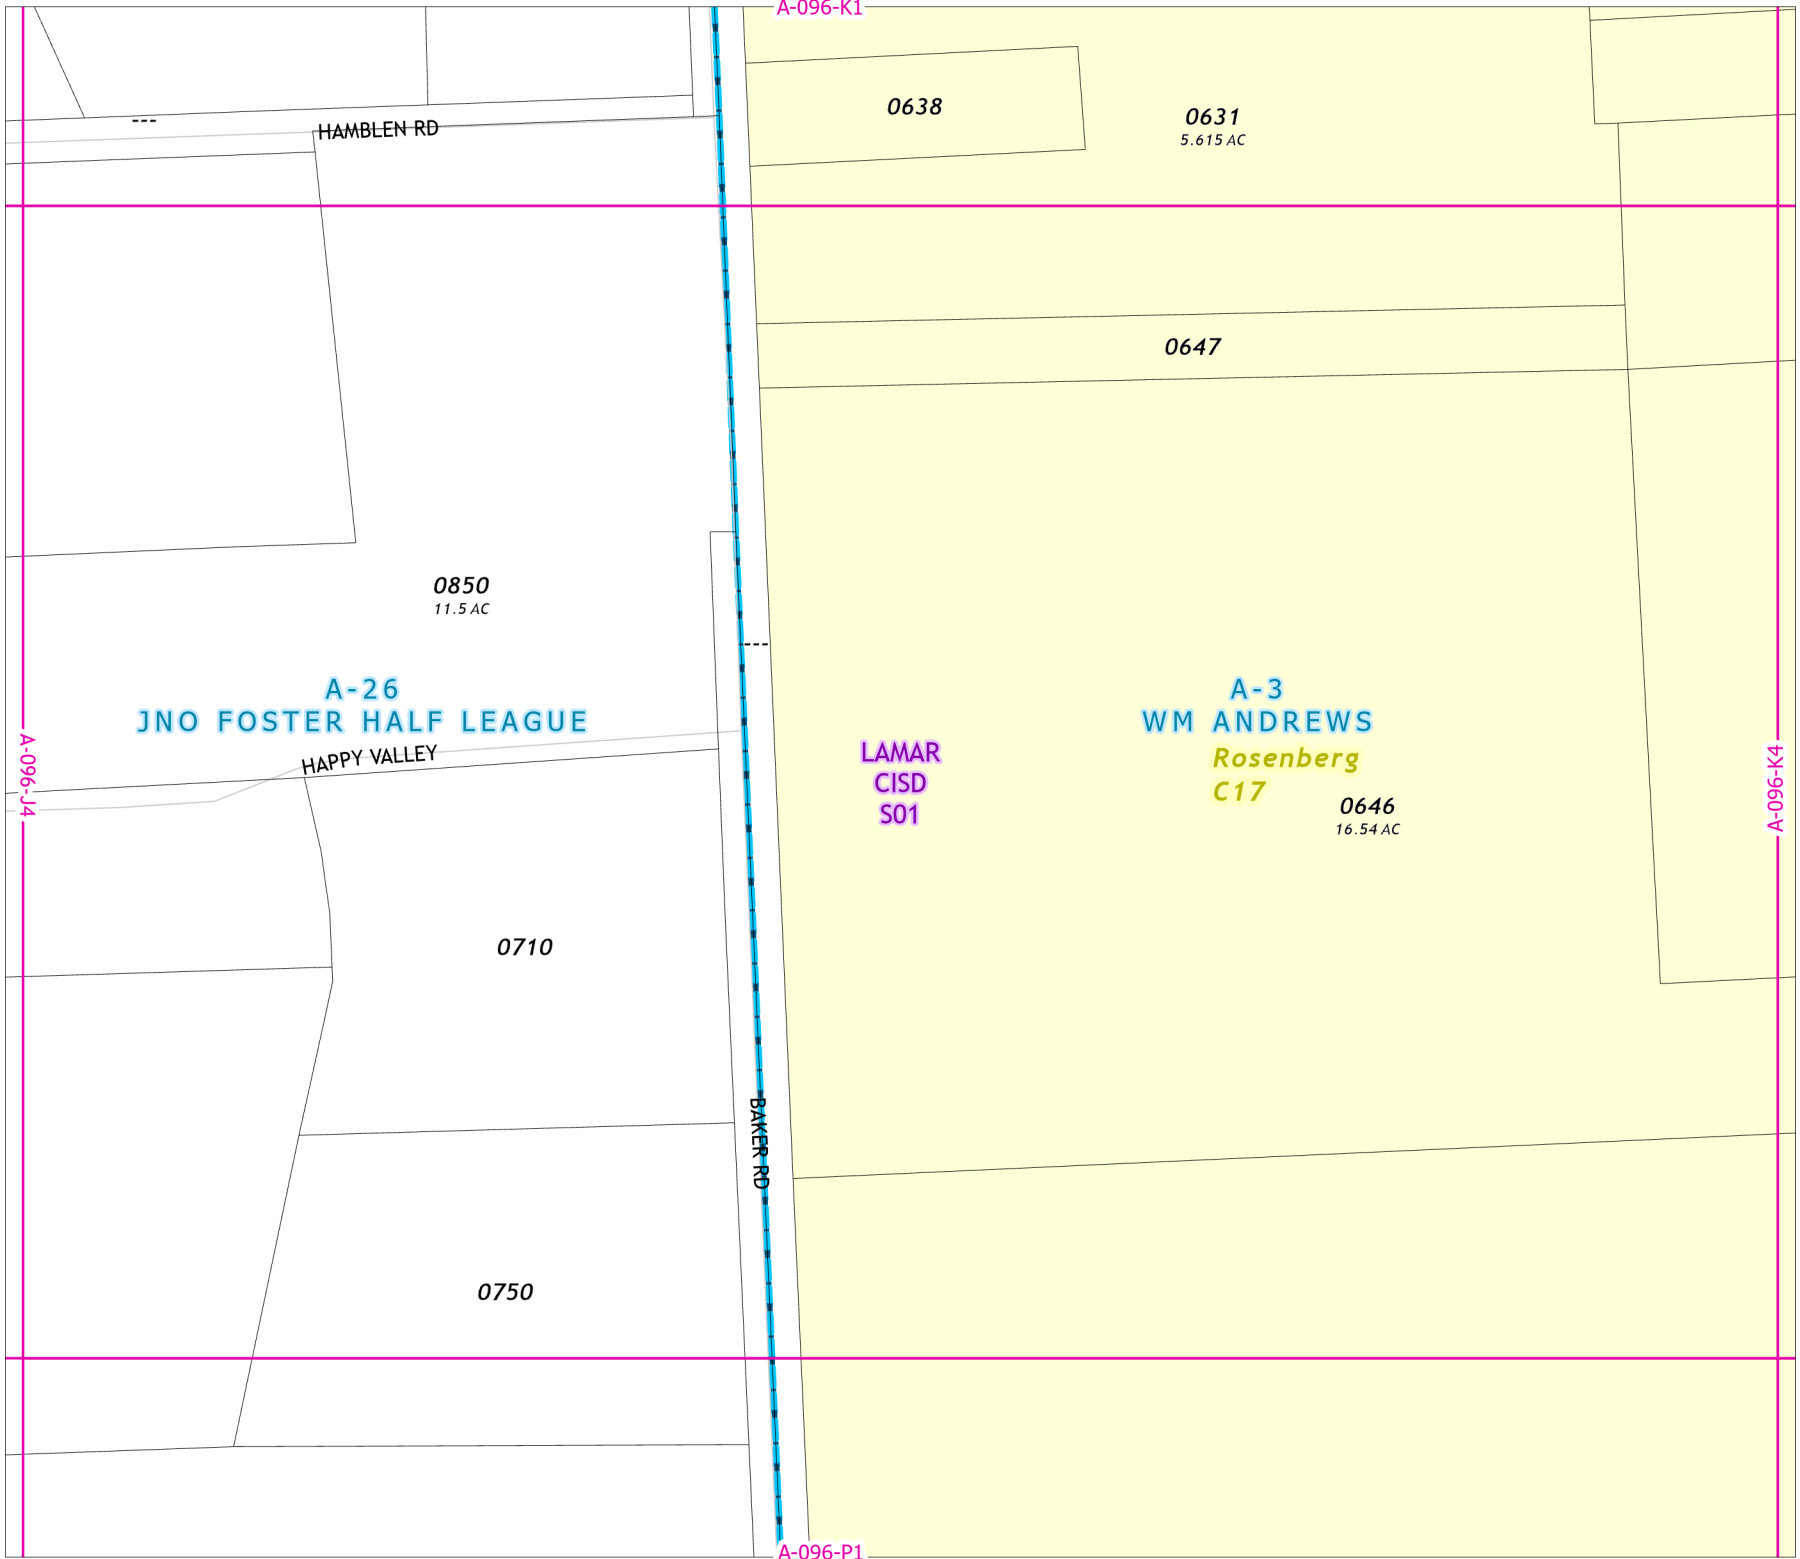 A-096-K1
0638
0631
5.615 AC
---
HAMBLEN RD
0647
0850
11.5 AC
---
A-26
JNO FOSTER HALF LEAGUE
A-3
WM ANDREWS
HAPPY VALLEY
LAMAR
CISD
S01
Rosenberg
C17
0646
16.54 AC
A-096-J4
A-096-K4
0710
BAKER RD
0750
A-096-P1